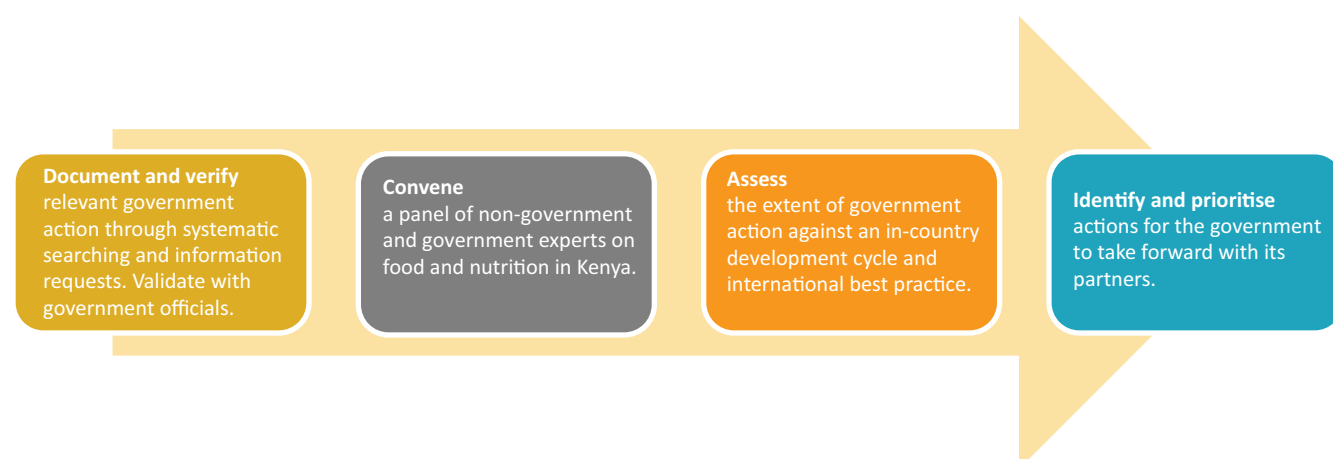 Document and verify
relevant government
action through systematic
searching and information
requests. Validate with
government officials.
Convene
a panel of non-government
and government experts on
food and nutrition in Kenya.
Assess
the extent of government
action against an in-country
development cycle and
international best practice.
Identify and prioritise
actions for the government
to take forward with its
partners.